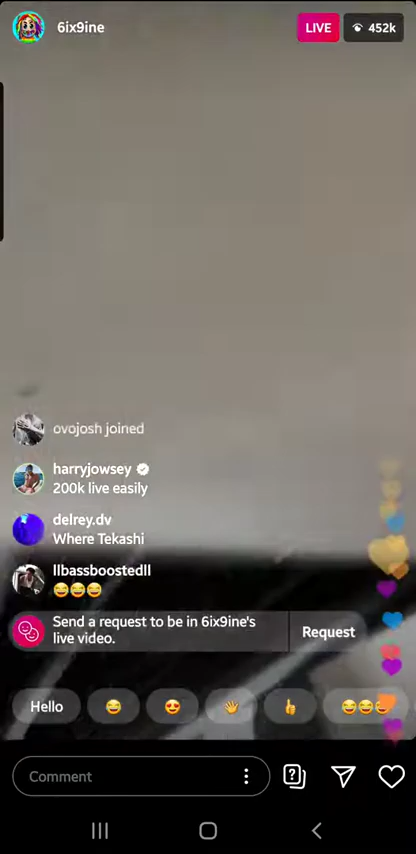 6ix9ine
LIVE
452k
ovojosh joined
harryjowsey
200k live easily
delrey.dv
Where Tekashi
llbassboostedll
😂😂😂
Send a request to be in 6ix9ine's
live video.
Request
Hello
😂
😍
👋
👍
😂😂😂
Comment